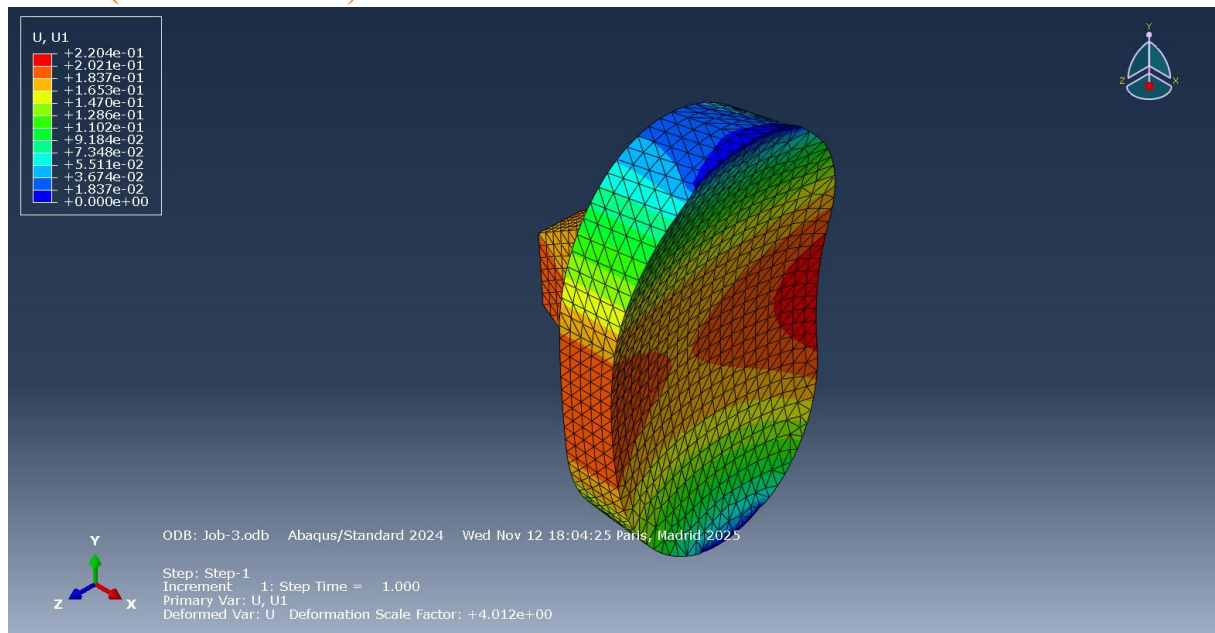 U, U1
+2.204e-01
+2.021e-01
+1.837e-01
+1.653e-01
+1.470e-01
+1.286e-01
+1.102e-01
+9.184e-02
+7.348e-02
+5.511e-02
+3.674e-02
+1.837e-02
+0.000e+00
Y
Z X
ODB: Job-3.odb Abaqus/Standard 2024 Wed Nov 12 18:04:25 Paris, Madrid 2025
Y
Z X
Step: Step-1
Increment 1: Step Time = 1.000
Primary Var: U, U1
Deformed Var: U Deformation Scale Factor: +4.012e+00